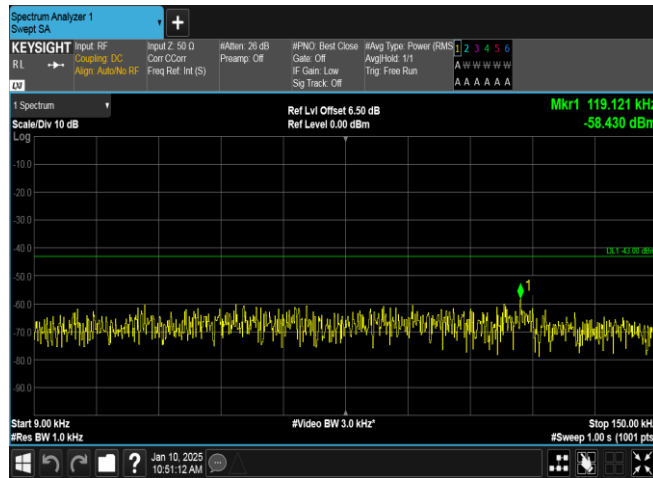 Spectrum Analyzer 1
Swept SA
KEYSIGHT
RL
LXI
Input: RF
Coupling: DC
Align: Auto/No RF
Input Z: 50 Ω
Corr CCorr
Freq Ref: Int (S)
#Atten: 26 dB
Preamp: Off
#PNO: Best Close
Gate: Off
IF Gain: Low
Sig Track: Off
#Avg Type: Power (RMS
Avg|Hold: 1/1
Trig: Free Run
1 2 3 4 5 6
A W W W W W
A A A A A A
1 Spectrum
Scale/Div 10 dB
Log
Ref Lvl Offset 6.50 dB
Ref Level 0.00 dBm
Mkr1 119.121 kHz
-58.430 dBm
-10.0
-20.0
-30.0
-40.0
DL1 -43.00 dBm
-50.0
1
-60.0
-70.0
-80.0
-90.0
Start 9.00 kHz
#Res BW 1.0 kHz
#Video BW 3.0 kHz*
Stop 150.00 kHz
#Sweep 1.00 s (1001 pts
?
Jan 10, 2025
10:51:12 AM